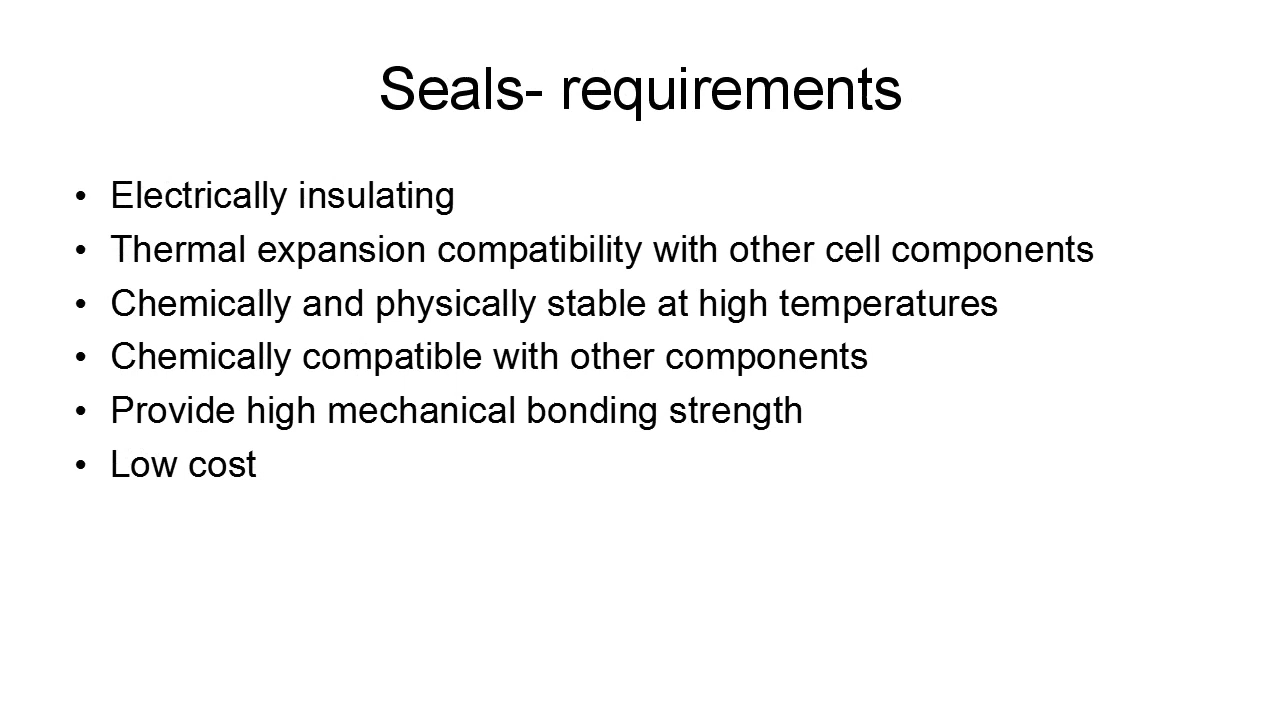 Seals- requirements
• Electrically insulating
• Thermal expansion compatibility with other cell components
• Chemically and physically stable at high temperatures
• Chemically compatible with other components
• Provide high mechanical bonding strength
• Low cost